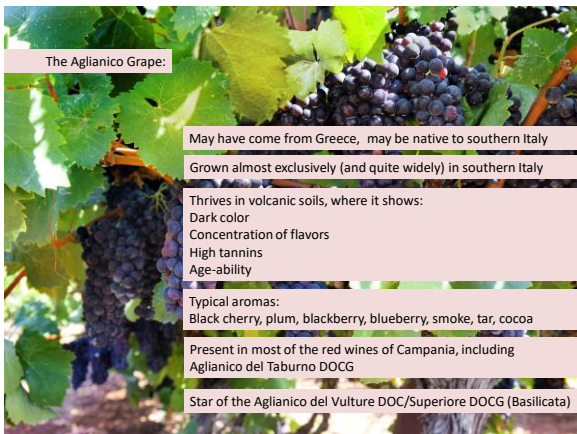 The Aglianico Grape:
May have come from Greece, may be native to southern Italy
Grown almost exclusively (and quite widely) in southern Italy
Thrives in volcanic soils, where it shows:
Dark color
Concentration of flavors
High tannins
Age-ability
Typical aromas:
Black cherry, plum, blackberry, blueberry, smoke, tar, cocoa
Present in most of the red wines of Campania, including
Aglianico del Taburno DOCG
Star of the Aglianico del Vulture DOC/Superiore DOCG (Basilicata)